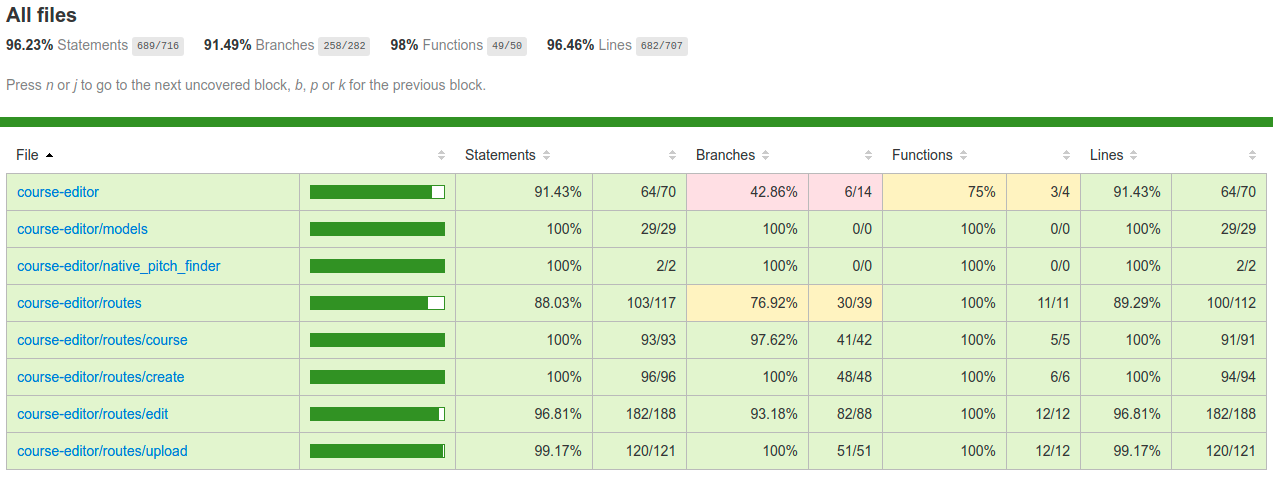 All files
96.23% Statements 689/716 91.49% Branches 258/282 98% Functions 49/50 96.46% Lines 682/707
Press n or j to go to the next uncovered block, b, p or k for the previous block.
File Statements Branches Functions Lines
course-editor 91.43% 64/70 42.86% 6/14 75% 3/4 91.43% 64/70
course-editor/models 100% 29/29 100% 0/0 100% 0/0 100% 29/29
course-editor/native_pitch_finder 100% 2/2 100% 0/0 100% 0/0 100% 2/2
course-editor/routes 88.03% 103/117 76.92% 30/39 100% 11/11 89.29% 100/112
course-editor/routes/course 100% 93/93 97.62% 41/42 100% 5/5 100% 91/91
course-editor/routes/create 100% 96/96 100% 48/48 100% 6/6 100% 94/94
course-editor/routes/edit 96.81% 182/188 93.18% 82/88 100% 12/12 96.81% 182/188
course-editor/routes/upload 99.17% 120/121 100% 51/51 100% 12/12 99.17% 120/121